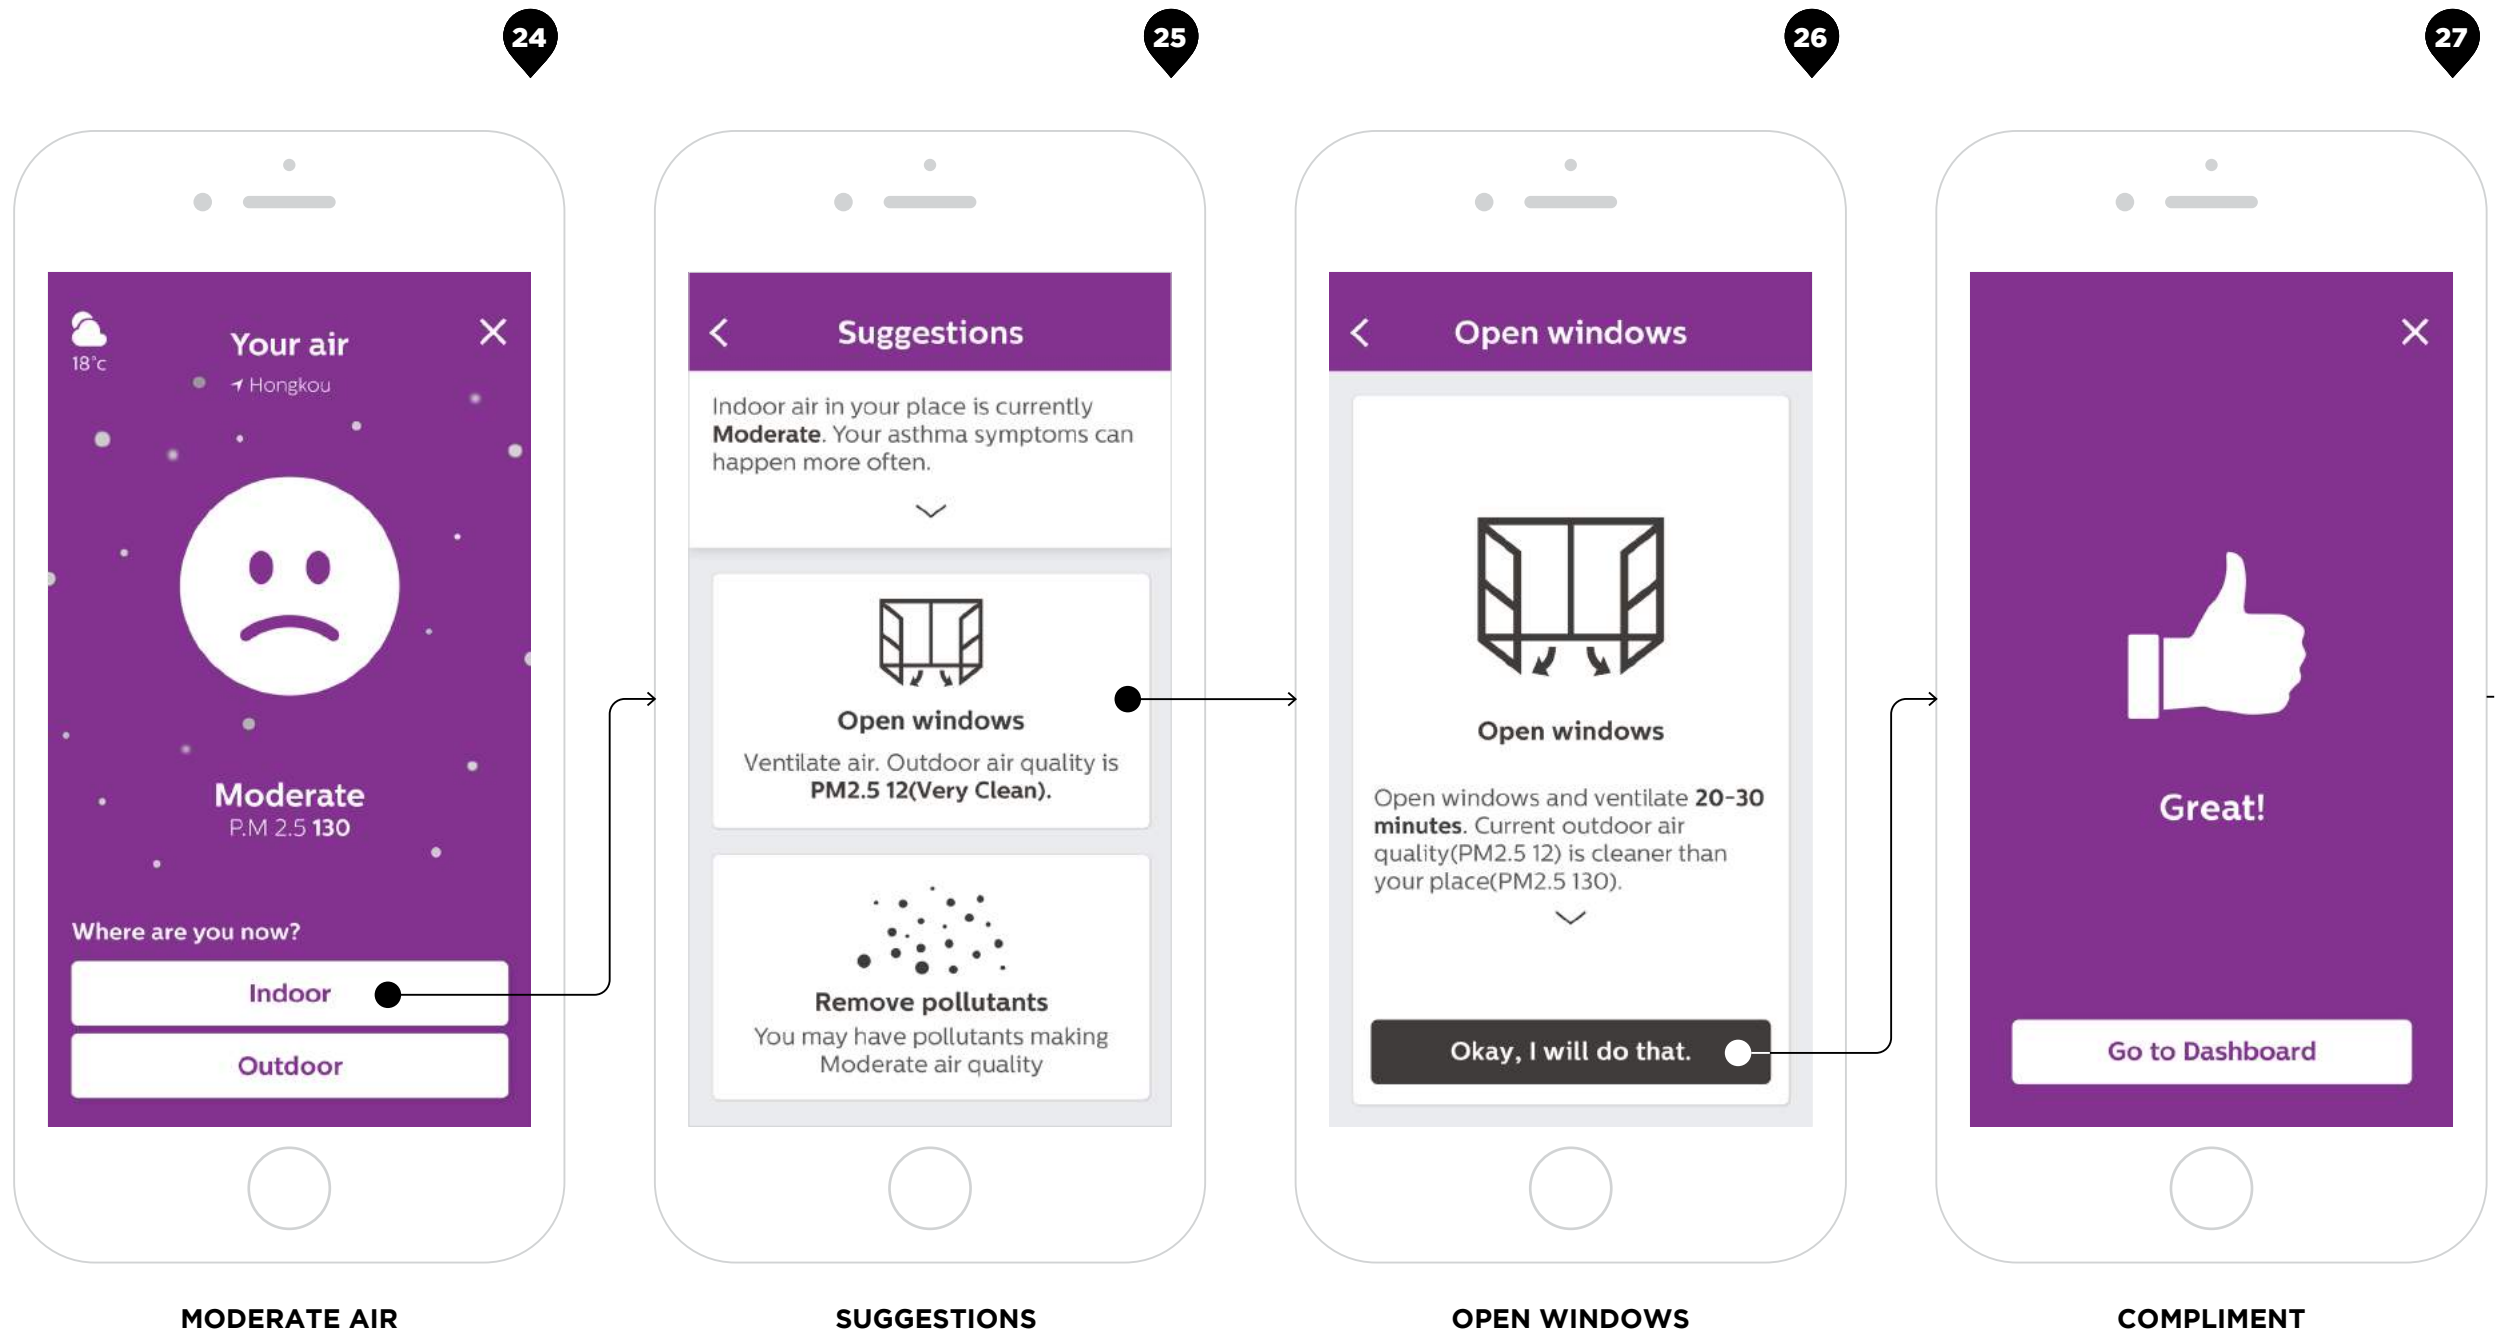 24
25
26
27
18°c
Your air
Hongkou
Moderate
P.M 2.5 130
Where are you now?
Indoor
Outdoor
MODERATE AIR
Suggestions
Indoor air in your place is currently
Moderate. Your asthma symptoms can
happen more often.
Open windows
Ventilate air. Outdoor air quality is
PM2.5 12(Very Clean).
Remove pollutants
You may have pollutants making
Moderate air quality
SUGGESTIONS
Open windows
Open windows
Open windows and ventilate 20-30
minutes. Current outdoor air
quality(PM2.5 12) is cleaner than
your place(PM2.5 130).
Okay, I will do that.
OPEN WINDOWS
Great!
Go to Dashboard
COMPLIMENT